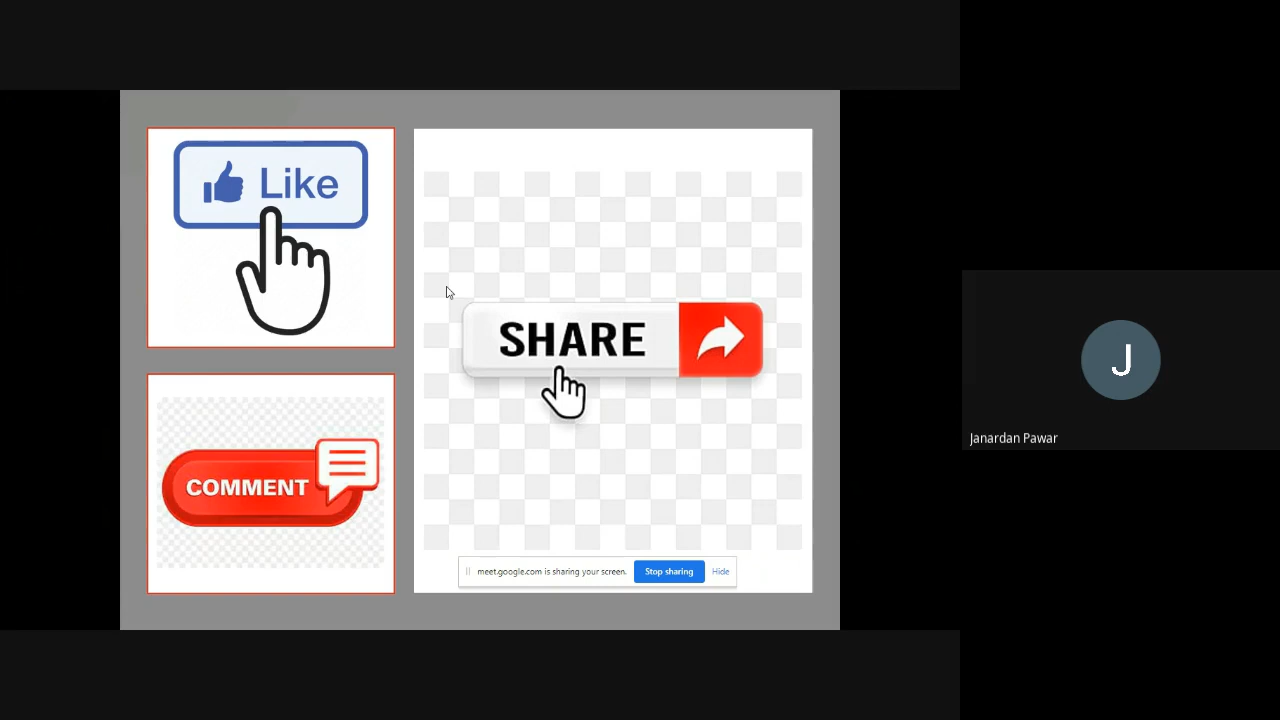 Like
SHARE
COMMENT
meet.google.com is sharing your screen. Stop sharing Hide
J
Janardan Pawar